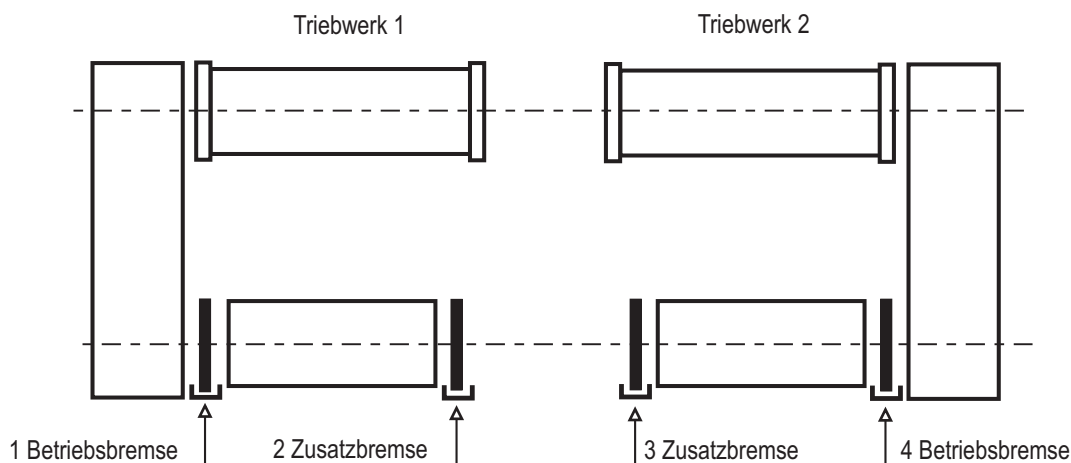 Triebwerk 1
Triebwerk 2
1 Betriebsbremse
2 Zusatzbremse
3 Zusatzbremse
4 Betriebsbremse